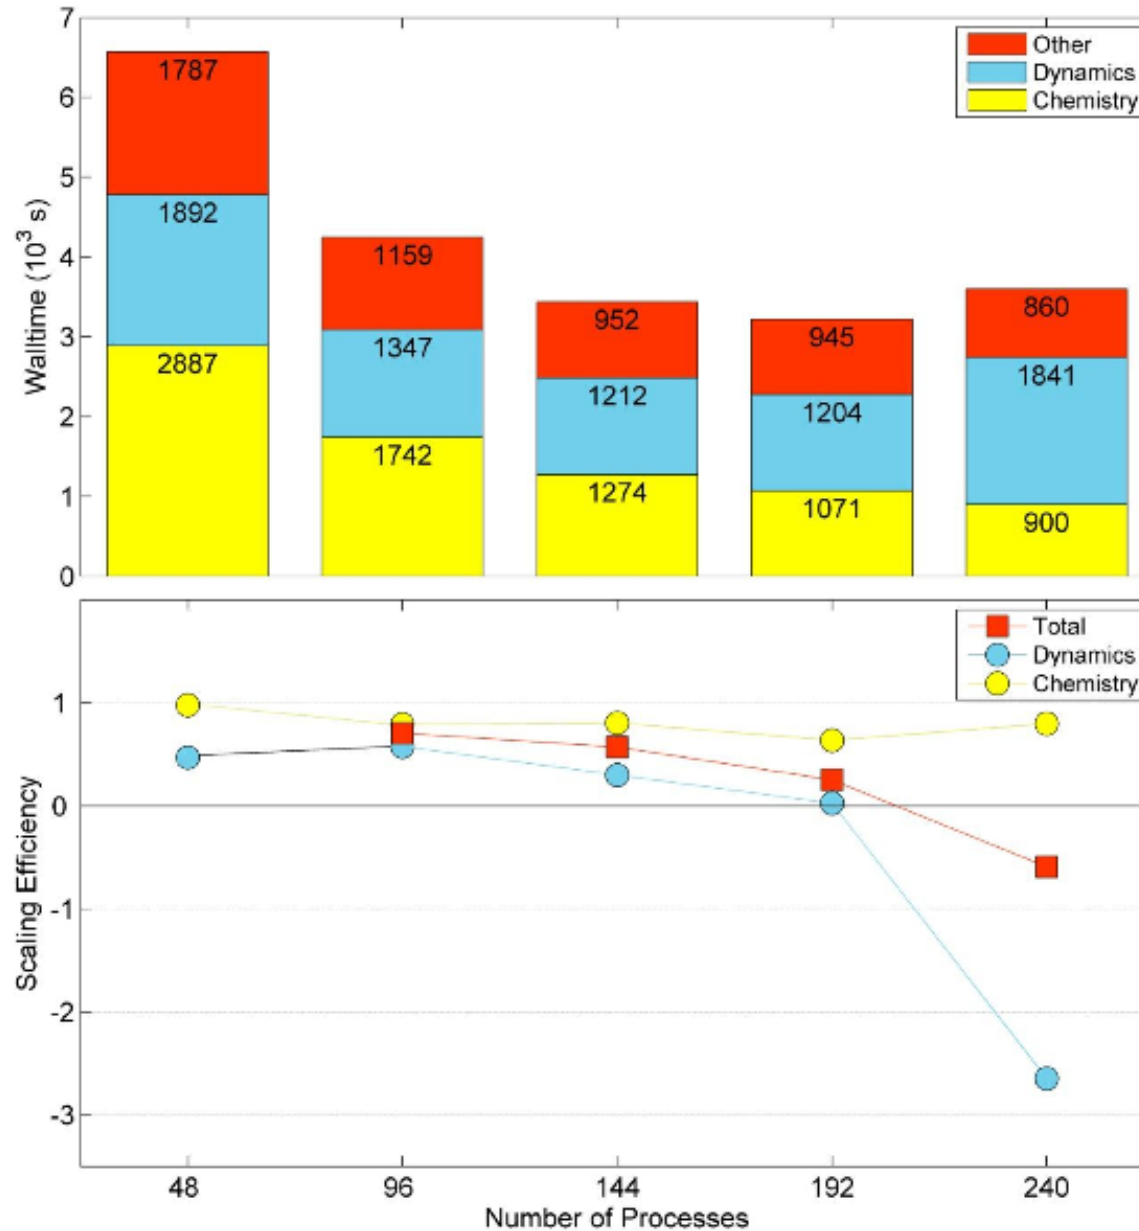 7
6
5
4
3
2
1
0
Walltime (10³ s)
Other
Dynamics
Chemistry
1787
1892
2887
1159
1347
1742
952
1212
1274
945
1204
1071
860
1841
900
Total
Dynamics
Chemistry
1
0
-1
-2
-3
Scaling Efficiency
48 96 144 192 240
Number of Processes